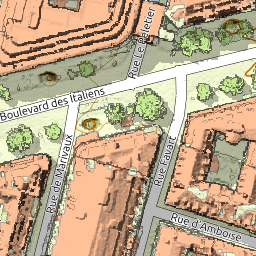 Rue Le Peletier
Boulevard des Italiens
Rue de Marivaux
Rue Favart
Rue d'Amboise